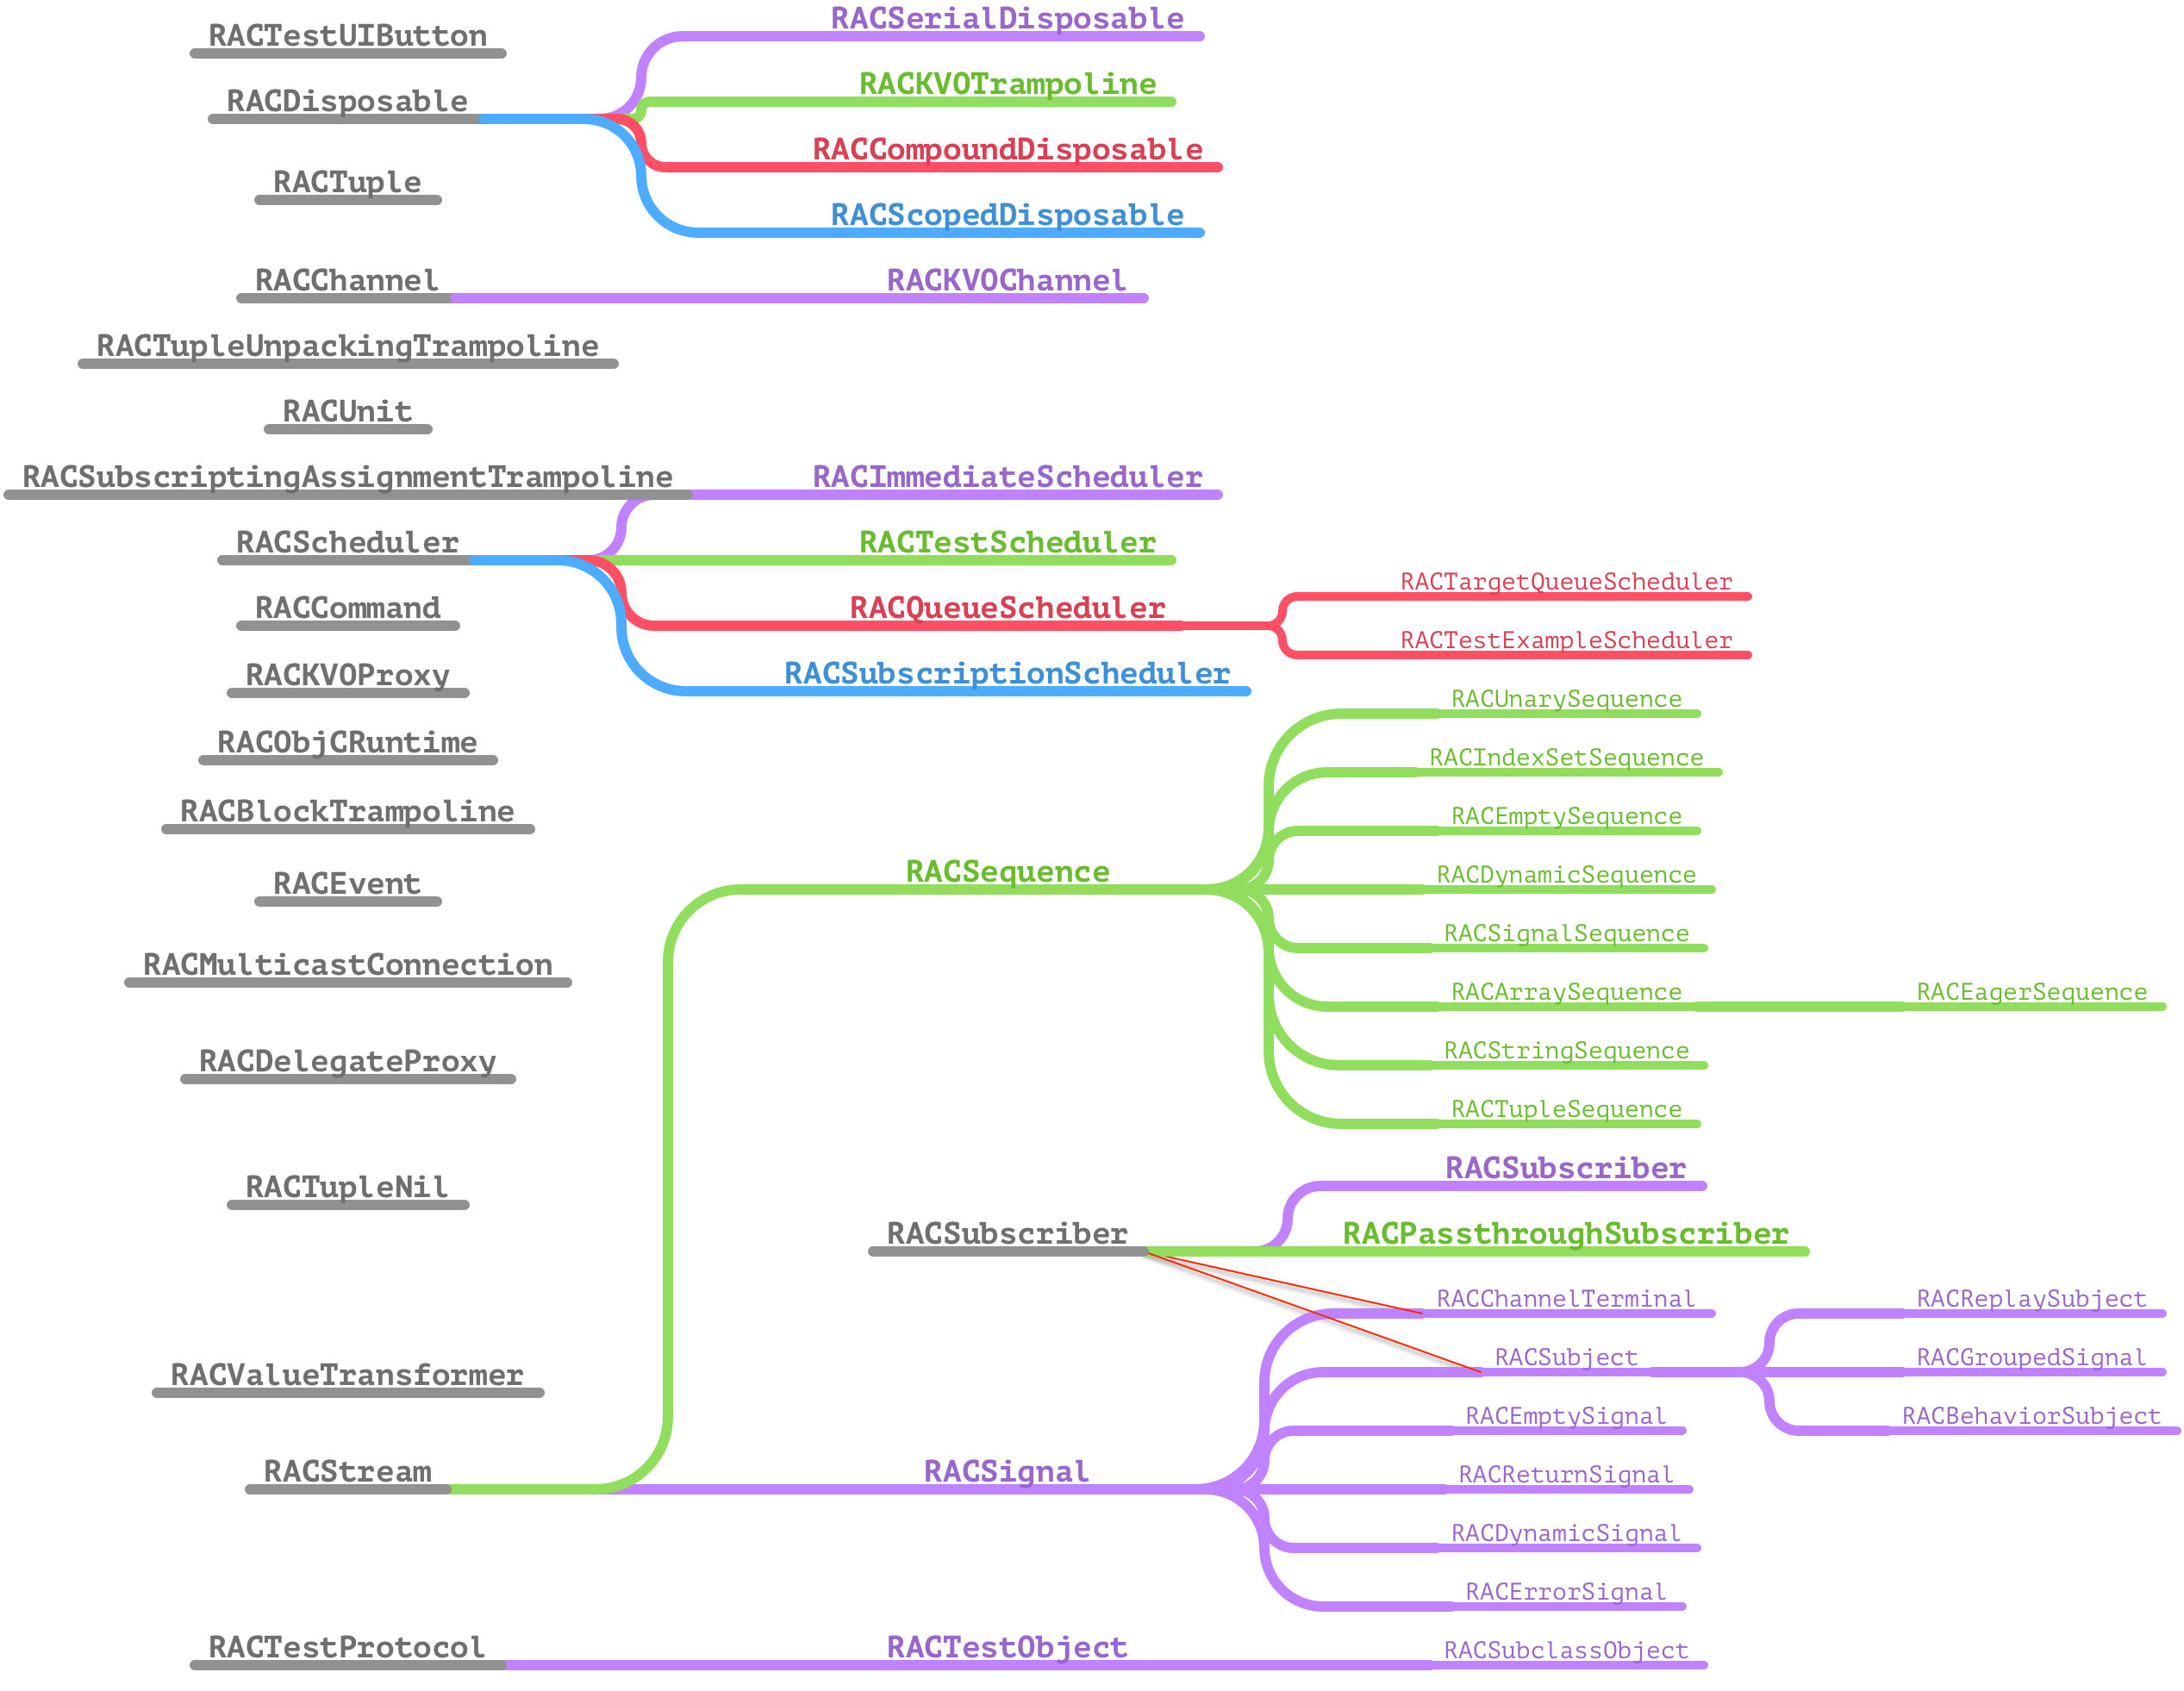 RACTestUIButton
RACDisposable
RACSerialDisposable
RACKVOTrampoline
RACCompoundDisposable
RACScopedDisposable
RACTuple
RACChannel
RACKVOChannel
RACTupleUnpackingTrampoline
RACUnit
RACSubscriptingAssignmentTrampoline
RACScheduler
RACImmediateScheduler
RACTestScheduler
RACQueueScheduler
RACTargetQueueScheduler
RACTestExampleScheduler
RACSubscriptionScheduler
RACCommand
RACKVOProxy
RACObjCRuntime
RACBlockTrampoline
RACEvent
RACMulticastConnection
RACDelegateProxy
RACTupleNil
RACValueTransformer
RACStream
RACSequence
RACUnarySequence
RACIndexSetSequence
RACEmptySequence
RACDynamicSequence
RACSignalSequence
RACArraySequence
RACEagerSequence
RACStringSequence
RACTupleSequence
RACSubscriber
RACSubscriber
RACPassthroughSubscriber
RACSignal
RACChannelTerminal
RACSubject
RACReplaySubject
RACGroupedSignal
RACBehaviorSubject
RACEmptySignal
RACReturnSignal
RACDynamicSignal
RACErrorSignal
RACTestProtocol
RACTestObject
RACSubclassObject